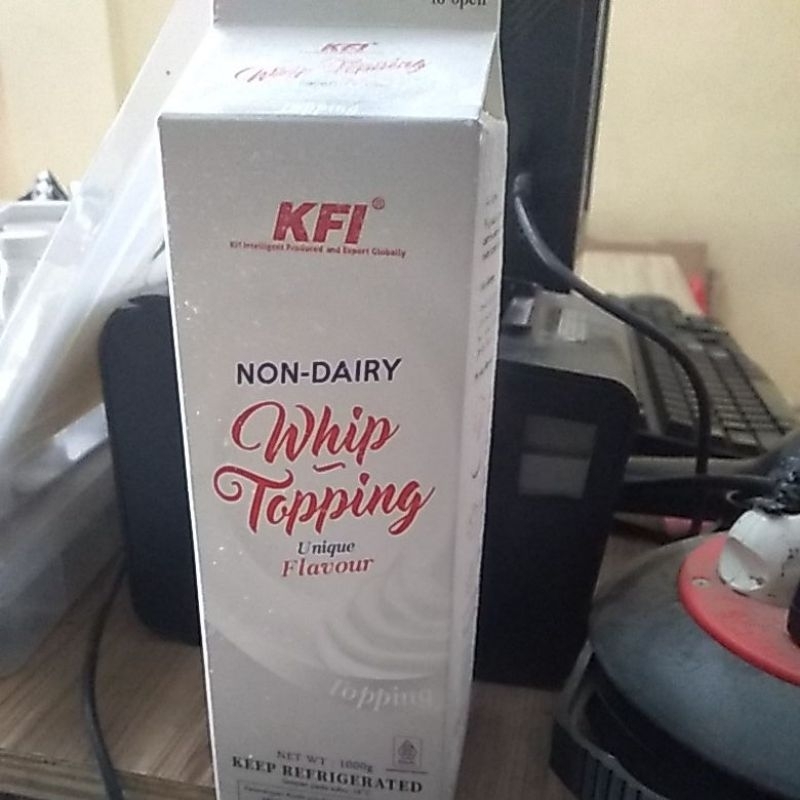 to open
KFI
Whip Topping
topping
KFI®
KFI Intelligent Produced and Export Globally
NON-DAIRY
Whip
Topping
Unique
Flavour
topping
NET WT : 1000g
KEEP REFRIGERATED